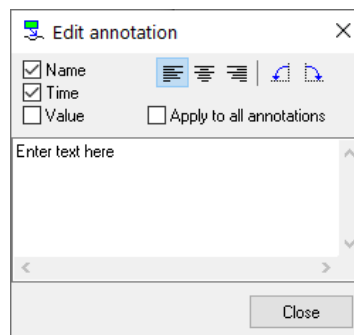 Edit annotation
Name
Time
Value
Apply to all annotations
Enter text here
Close